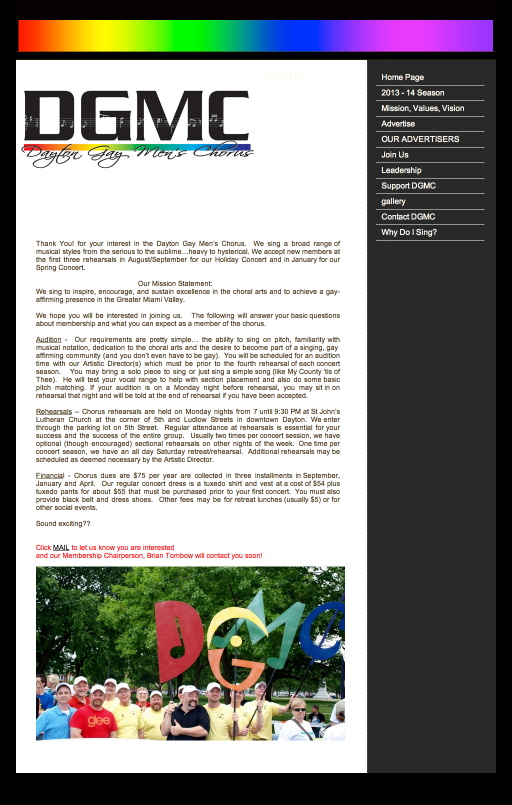 DGMC
Dayton Gay Men's Chorus
Home Page
2013 - 14 Season
Mission, Values, Vision
Advertise
OUR ADVERTISERS
Join Us
Leadership
Support DGMC
gallery
Contact DGMC
Why Do I Sing?
Thank You! for your interest in the Dayton Gay Men's Chorus. We sing a broad range of
musical styles from the serious to the sublime…heavy to hysterical. We accept new members at
the first three rehearsals in August/September for our Holiday Concert and in January for our
Spring Concert.
Our Mission Statement:
We sing to inspire, encourage, and sustain excellence in the choral arts and to achieve a gay-
affirming presence in the Greater Miami Valley.
We hope you will be interested in joining us. The following will answer your basic questions
about membership and what you can expect as a member of the chorus.
Audition - Our requirements are pretty simple… the ability to sing on pitch, familiarity with
musical notation, dedication to the choral arts and the desire to become part of a singing, gay
affirming community (and you don't even have to be gay). You will be scheduled for an audition
time with our Artistic Director(s) which must be prior to the fourth rehearsal of each concert
season. You may bring a solo piece to sing or just sing a simple song (like My County 'tis of
Thee). He will test your vocal range to help with section placement and also do some basic
pitch matching. If your audition is on a Monday night before rehearsal, you may sit in on
rehearsal that night and will be told at the end of rehearsal if you have been accepted.
Rehearsals – Chorus rehearsals are held on Monday nights from 7 until 9:30 PM at St John's
Lutheran Church at the corner of 5th and Ludlow Streets in downtown Dayton. We enter
through the parking lot on 5th Street. Regular attendance at rehearsals is essential for your
success and the success of the entire group. Usually two times per concert session, we have
optional (though encouraged) sectional rehearsals on other nights of the week. One time per
concert season, we have an all day Saturday retreat/rehearsal. Additional rehearsals may be
scheduled as deemed necessary by the Artistic Director.
Financial - Chorus dues are $75 per year are collected in three installments in September,
January and April. Our regular concert dress is a tuxedo shirt and vest at a cost of $54 plus
tuxedo pants for about $55 that must be purchased prior to your first concert. You must also
provide black belt and dress shoes. Other fees may be for retreat lunches (usually $5) or for
other social events.
Sound exciting??
Click MAIL to let us know you are interested
and our Membership Chairperson, Brian Tombow will contact you soon!
DGMC
glee